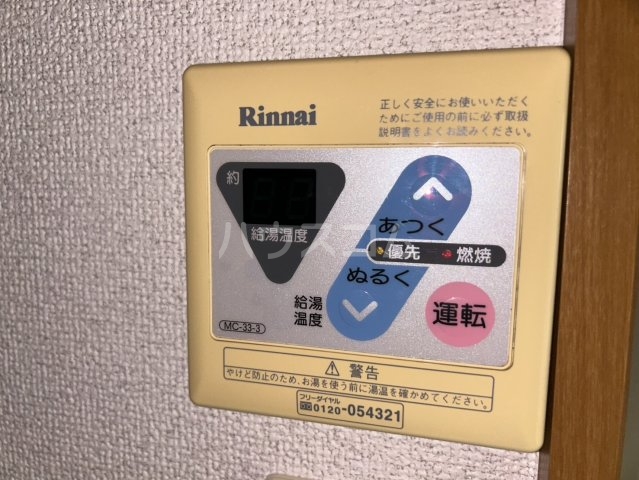 Rinnai
正しく安全にお使いいただく
ためにご使用の前に必ず取扱
説明書をよくお読みください。
約
給湯温度
あつく
優先 燃焼
ぬるく
給湯
温度
運転
MC-33-3
ハウスコム
⚠ 警告
やけど防止のため、お湯を使う前に湯温を確かめてください。
フリーダイヤル
0120-054321